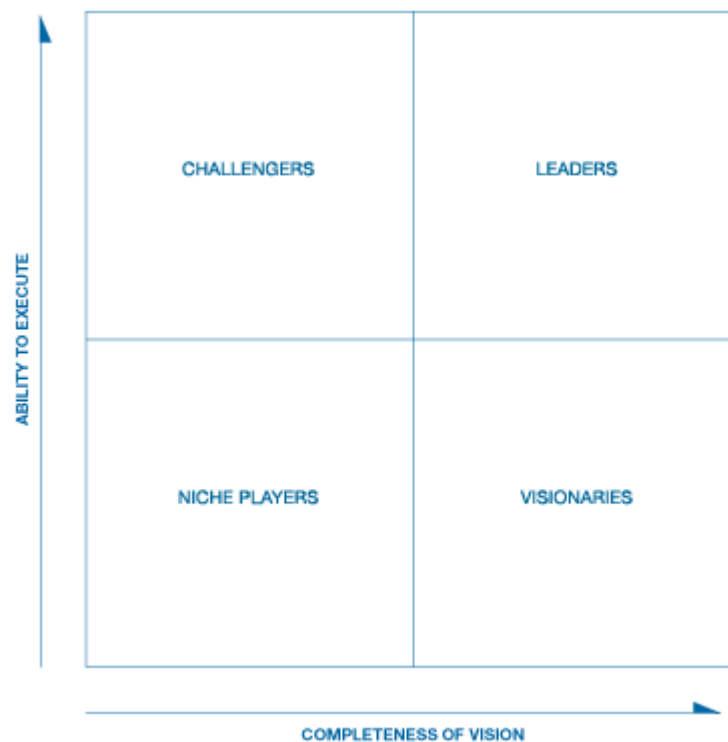 CHALLENGERS
LEADERS
ABILITY TO EXECUTE
NICHE PLAYERS
VISIONARIES
COMPLETENESS OF VISION